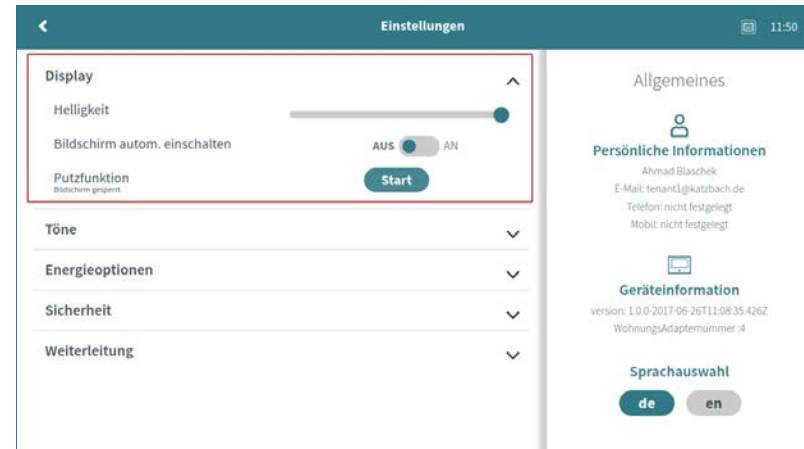 Einstellungen
11:50
Display
Helligkeit
Bildschirm autom. einschalten
AUS AN
Putzfunktion
Bildschirm gesperrt
Start
Töne
Energieoptionen
Sicherheit
Weiterleitung
Allgemeines
Persönliche Informationen
Ahmad Blaschek
E-Mail: tenant1@katzbach.de
Telefon: nicht festgelegt
Mobil: nicht festgelegt
Geräteinformation
version: 1.0.0-2017-06-26T11:08:35.426Z
WohnungsAdapternummer :4
Sprachauswahl
de en